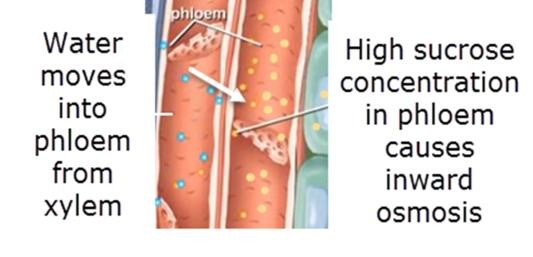 phloem
Water
moves
into
phloem
from
xylem
High sucrose
concentration
in phloem
causes
inward
osmosis